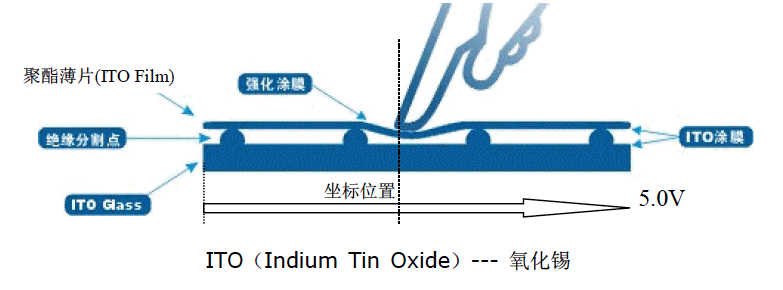 聚酯薄片(ITO Film)
强化涂膜
绝缘分割点
ITO涂膜
ITO Glass
坐标位置
5.0V
ITO（Indium Tin Oxide）--- 氧化锡